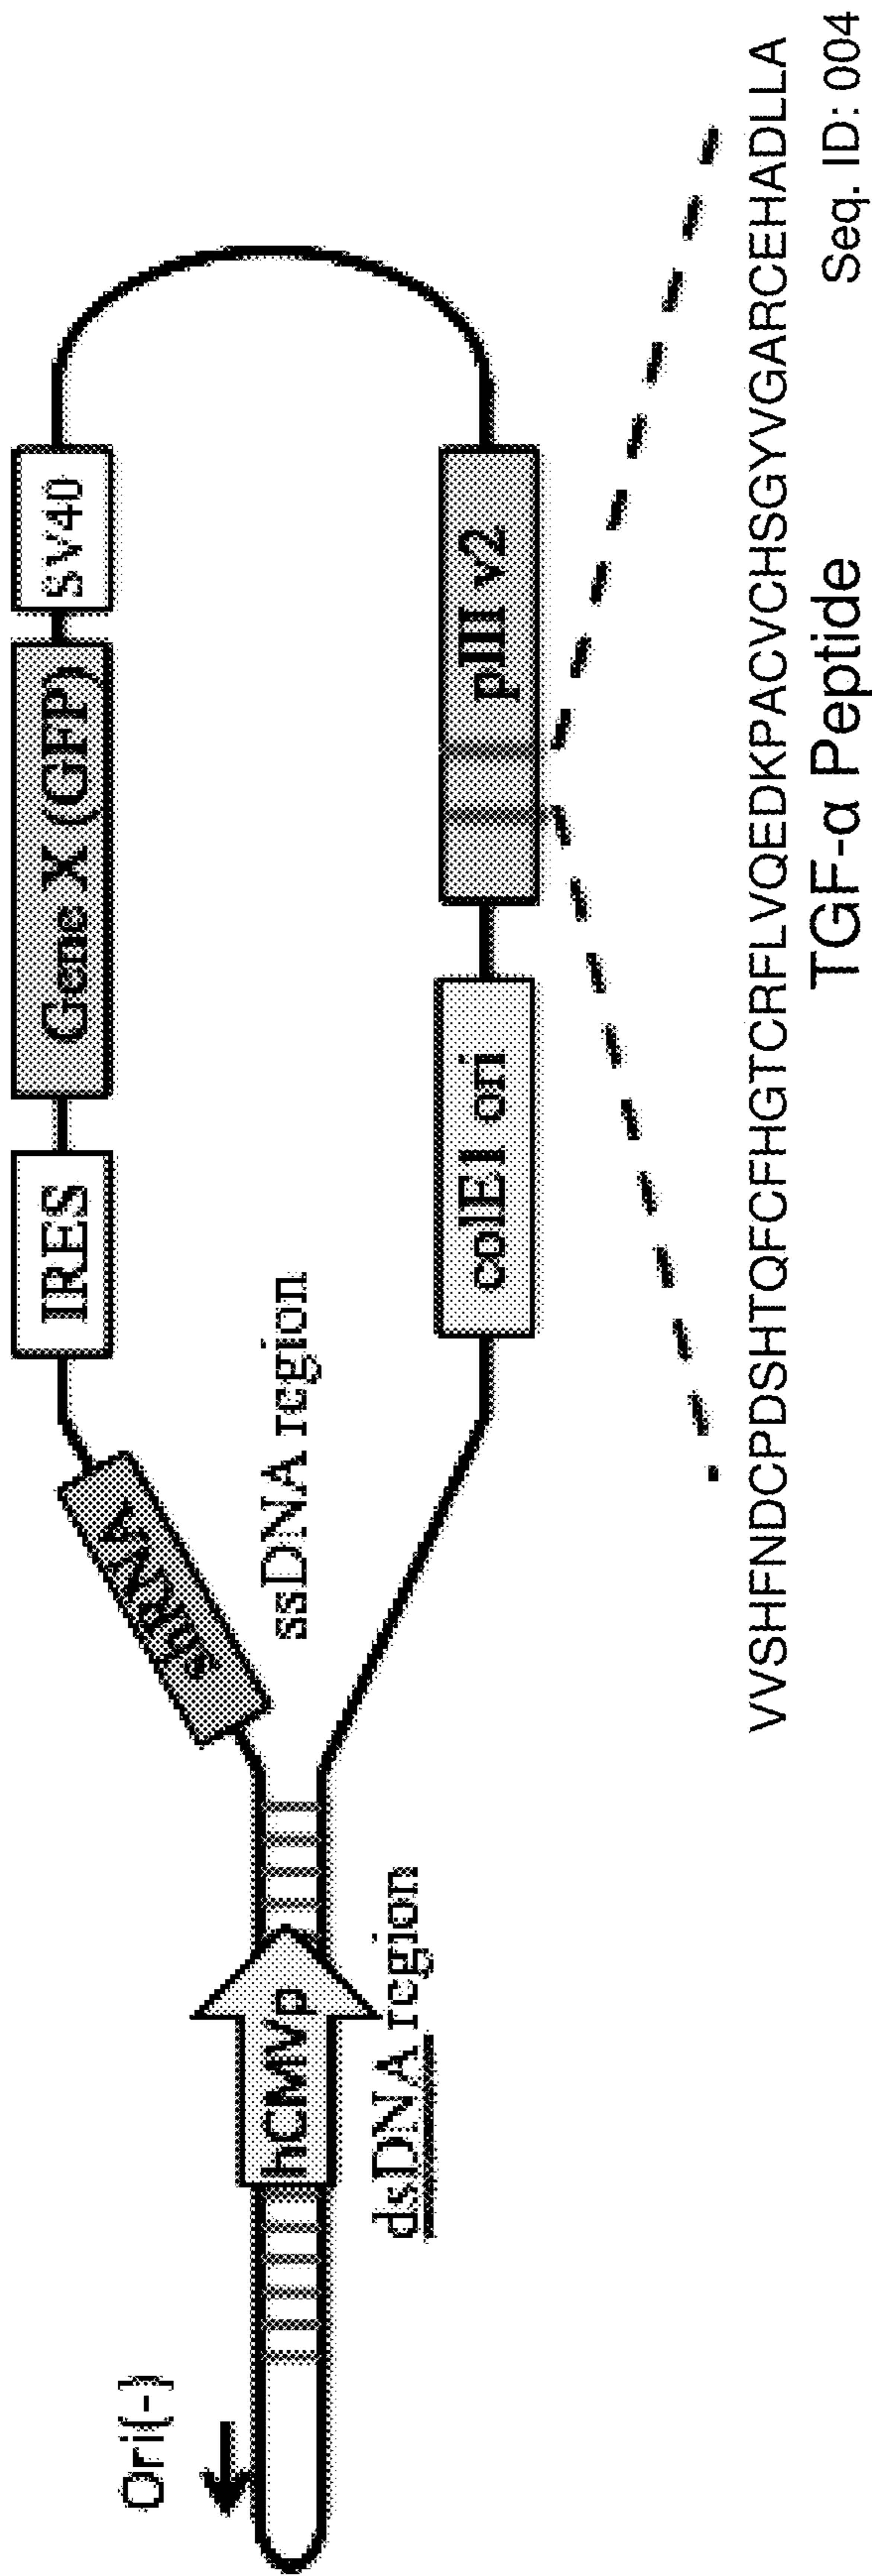 Ori(-)
hCMVp
dsDNA region
shRNA
ssDNA region
IRES
Gene X (GFP)
SV40
colE1 ori
pIII v2
VVSHFNDCPDSHTQFCFHGTCRFLVQEDKPACVCHSGYVGARCEHADLLA
TGF-α Peptide
Seq. ID: 004